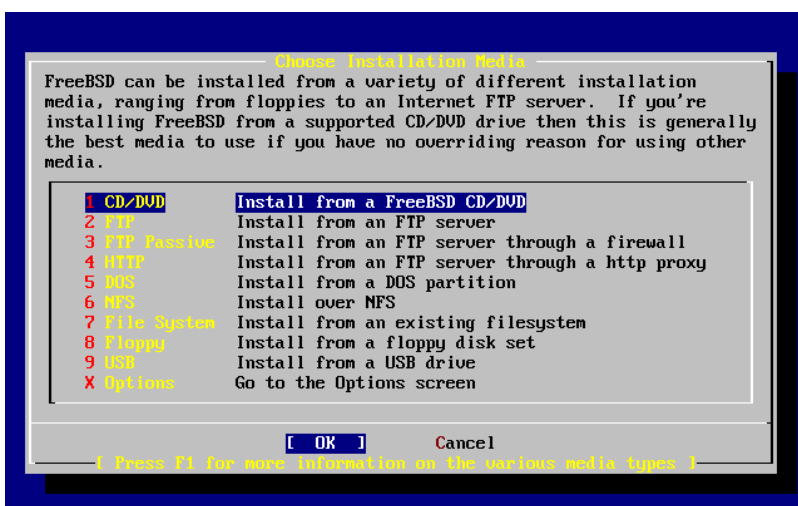 Choose Installation Media
FreeBSD can be installed from a variety of different installation
media, ranging from floppies to an Internet FTP server.  If you're
installing FreeBSD from a supported CD/DVD drive then this is generally
the best media to use if you have no overriding reason for using other
media.
1 CD/DVD Install from a FreeBSD CD/DVD
2 FTP Install from an FTP server
3 FTP Passive Install from an FTP server through a firewall
4 HTTP Install from an FTP server through a http proxy
5 DOS Install from a DOS partition
6 NFS Install over NFS
7 File System Install from an existing filesystem
8 Floppy Install from a floppy disk set
9 USB Install from a USB drive
X Options Go to the Options screen
[ OK ] Cancel
[ Press F1 for more information on the various media types ]